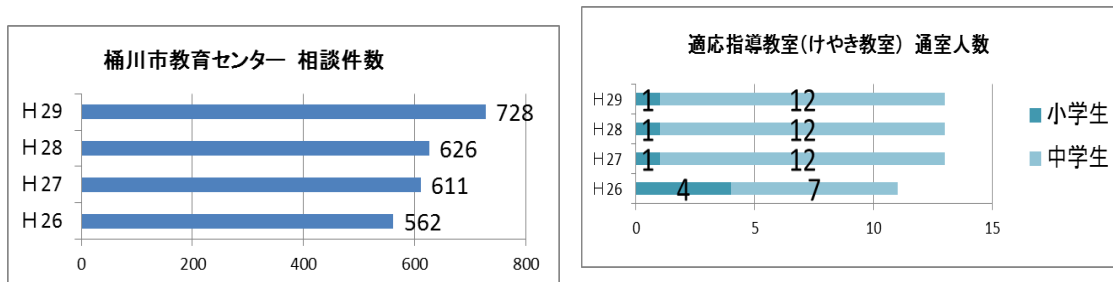 桶川市教育センター 相談件数
H29 728
H28 626
H27 611
H26 562
0 200 400 600 800
適応指導教室(けやき教室) 通室人数
H29 1 12
H28 1 12
H27 1 12
H26 4 7
0 5 10 15
小学生
中学生